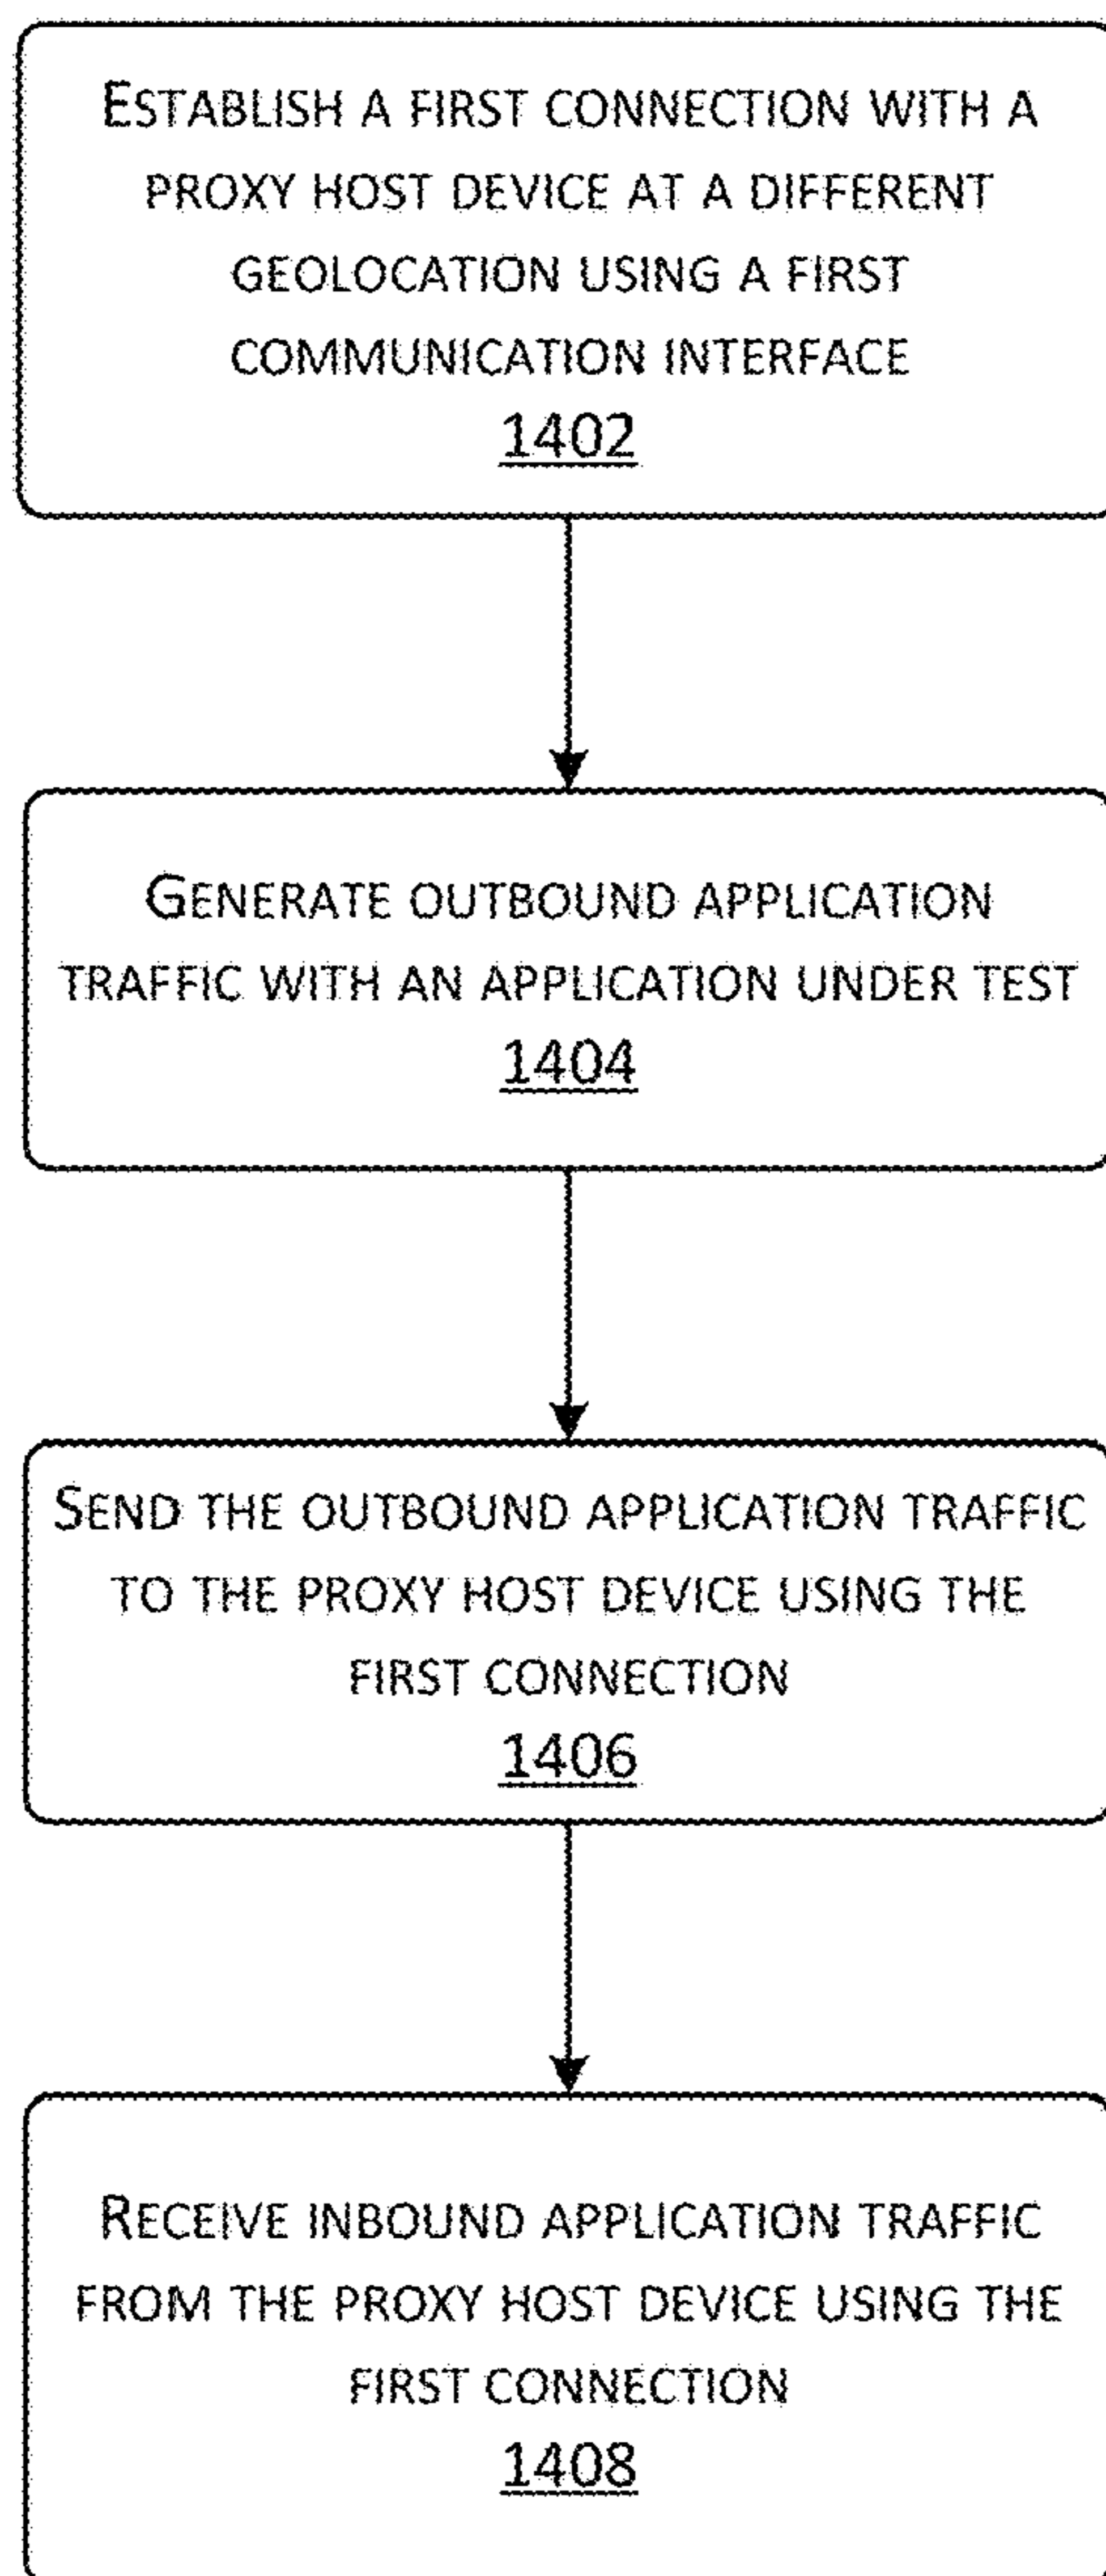 ESTABLISH A FIRST CONNECTION WITH A
PROXY HOST DEVICE AT A DIFFERENT
GEOLOCATION USING A FIRST
COMMUNICATION INTERFACE
1402
GENERATE OUTBOUND APPLICATION
TRAFFIC WITH AN APPLICATION UNDER TEST
1404
SEND THE OUTBOUND APPLICATION TRAFFIC
TO THE PROXY HOST DEVICE USING THE
FIRST CONNECTION
1406
RECEIVE INBOUND APPLICATION TRAFFIC
FROM THE PROXY HOST DEVICE USING THE
FIRST CONNECTION
1408